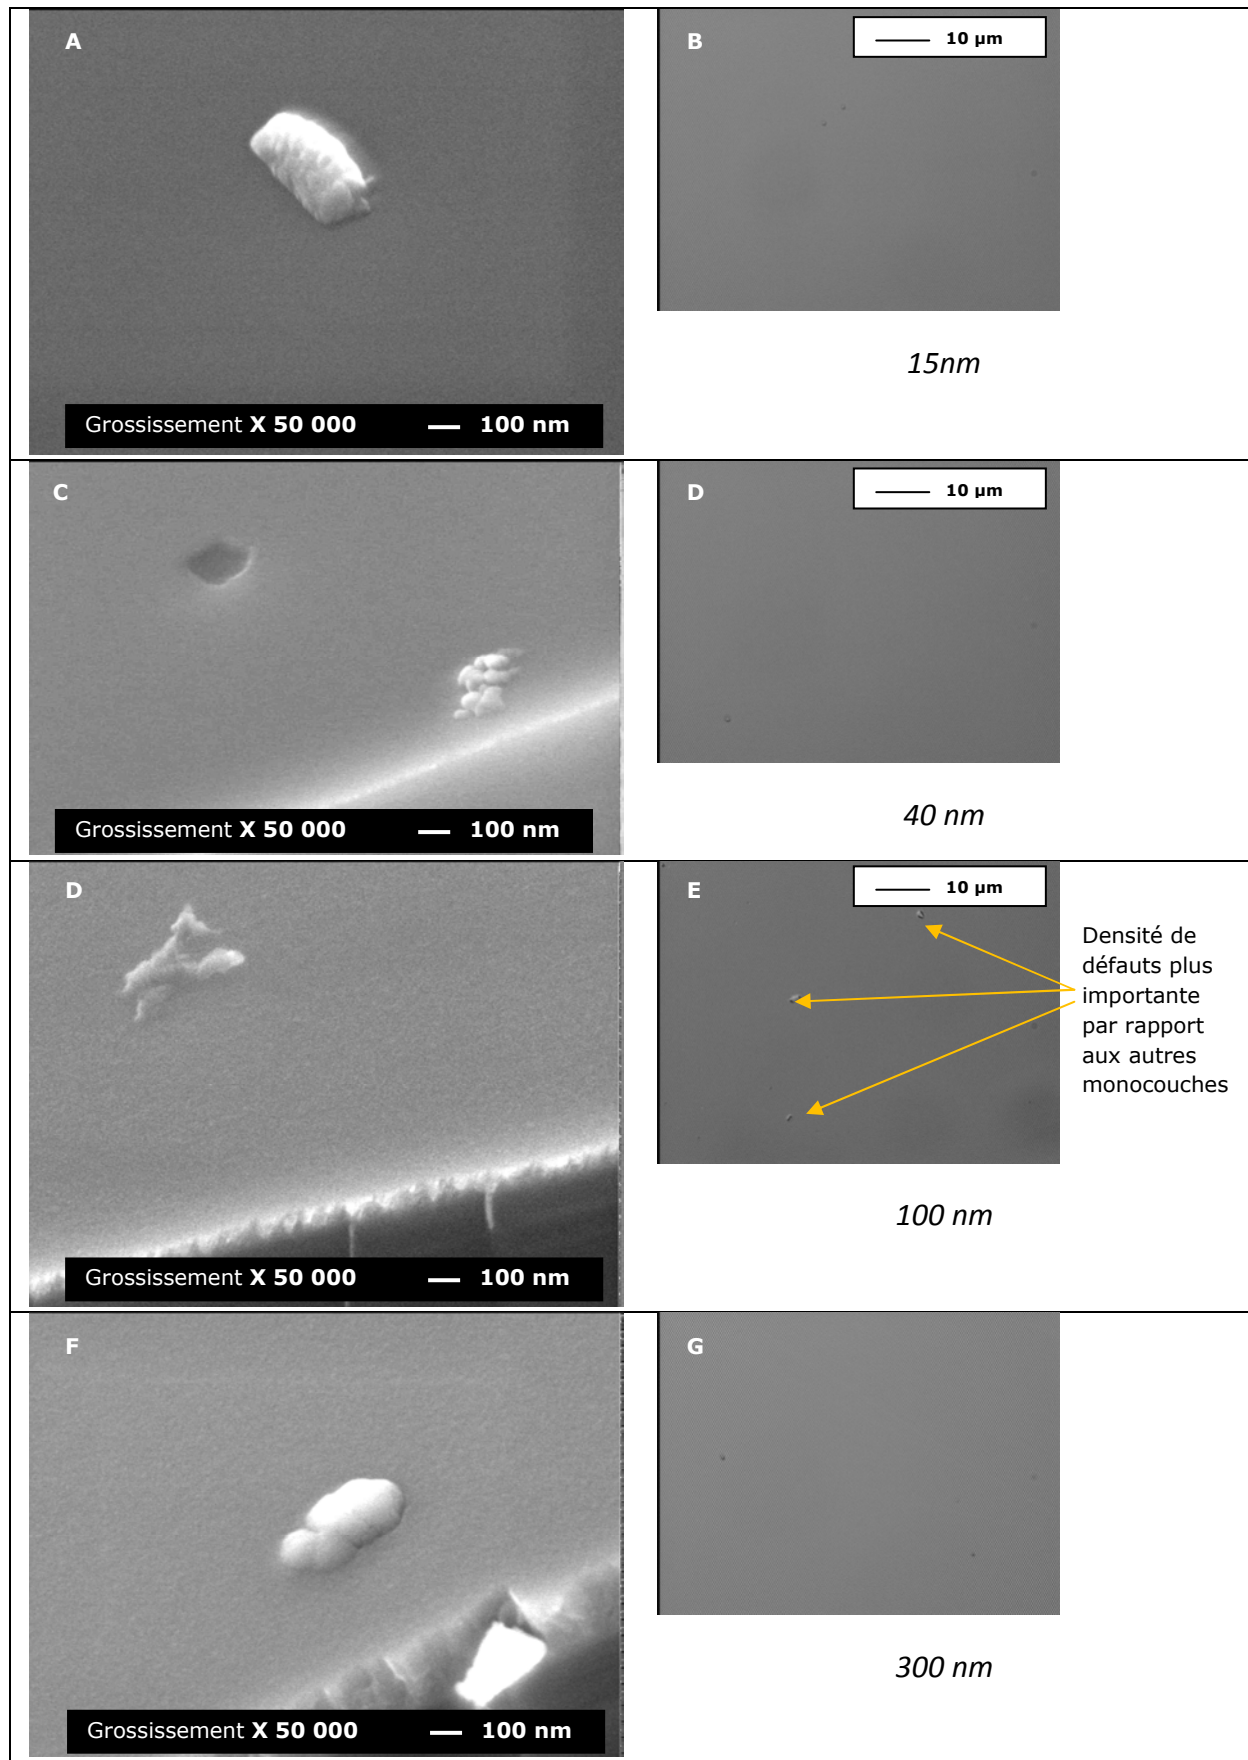 A
B
10 µm
Grossissement X 50 000
100 nm
15nm
C
D
10 µm
Grossissement X 50 000
100 nm
40 nm
D
E
10 µm
Densité de
défauts plus
importante
par rapport
aux autres
monocouches
Grossissement X 50 000
100 nm
100 nm
F
G
Grossissement X 50 000
100 nm
300 nm